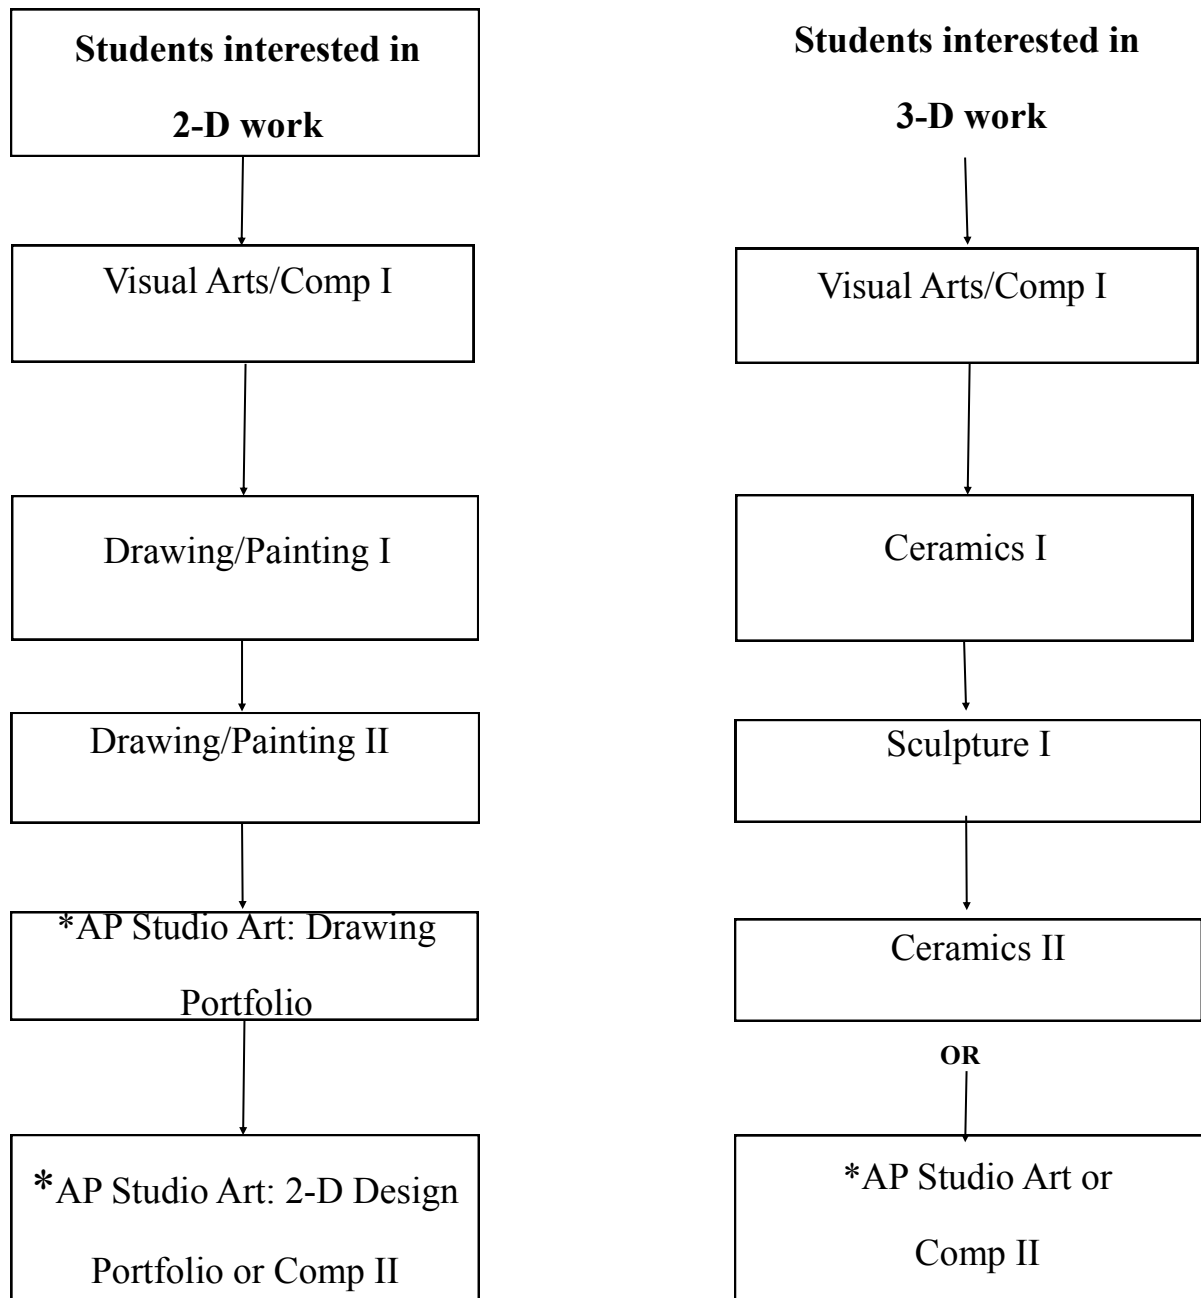 Students interested in
2-D work
Visual Arts/Comp I
Drawing/Painting I
Drawing/Painting II
*AP Studio Art: Drawing
Portfolio
*AP Studio Art: 2-D Design
Portfolio or Comp II
Students interested in
3-D work
Visual Arts/Comp I
Ceramics I
Sculpture I
Ceramics II
OR
*AP Studio Art or
Comp II